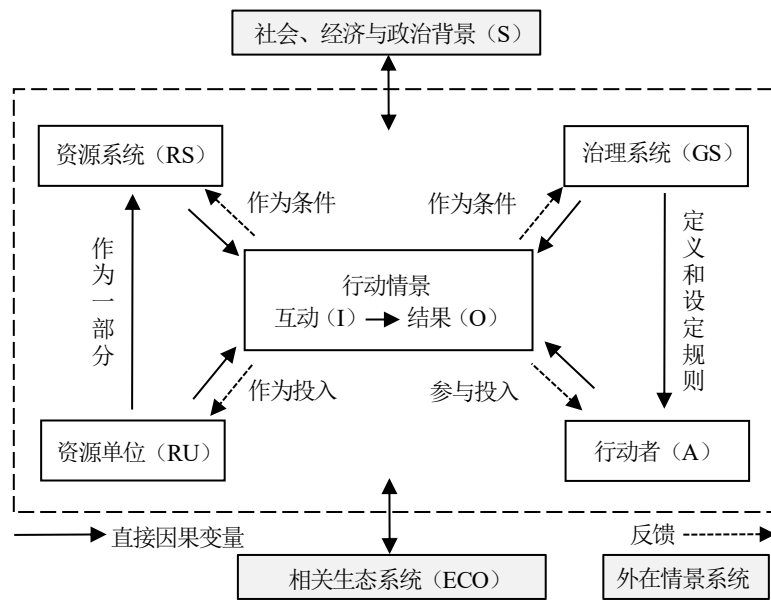 社会、经济与政治背景（S）
资源系统（RS）
治理系统（GS）
作为条件
作为条件
作为一部分
定义和设定规则
行动情景
互动（I）
结果（O）
作为投入
参与投入
资源单位（RU）
行动者（A）
直接因果变量
反馈
相关生态系统（ECO）
外在情景系统